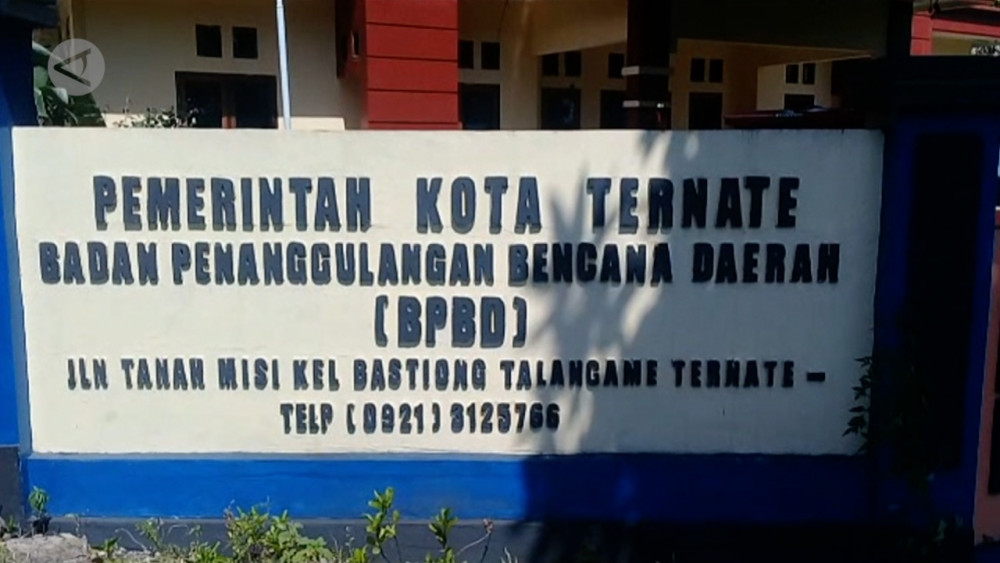 PEMERINTAH KOTA TERNATE
BADAN PENANGGULANGAN BENCANA DAERAH
(BPBD)
JLN TANAH MISI KEL BASTIONG TALANGAME TERNATE -
TELP (0921) 3125766